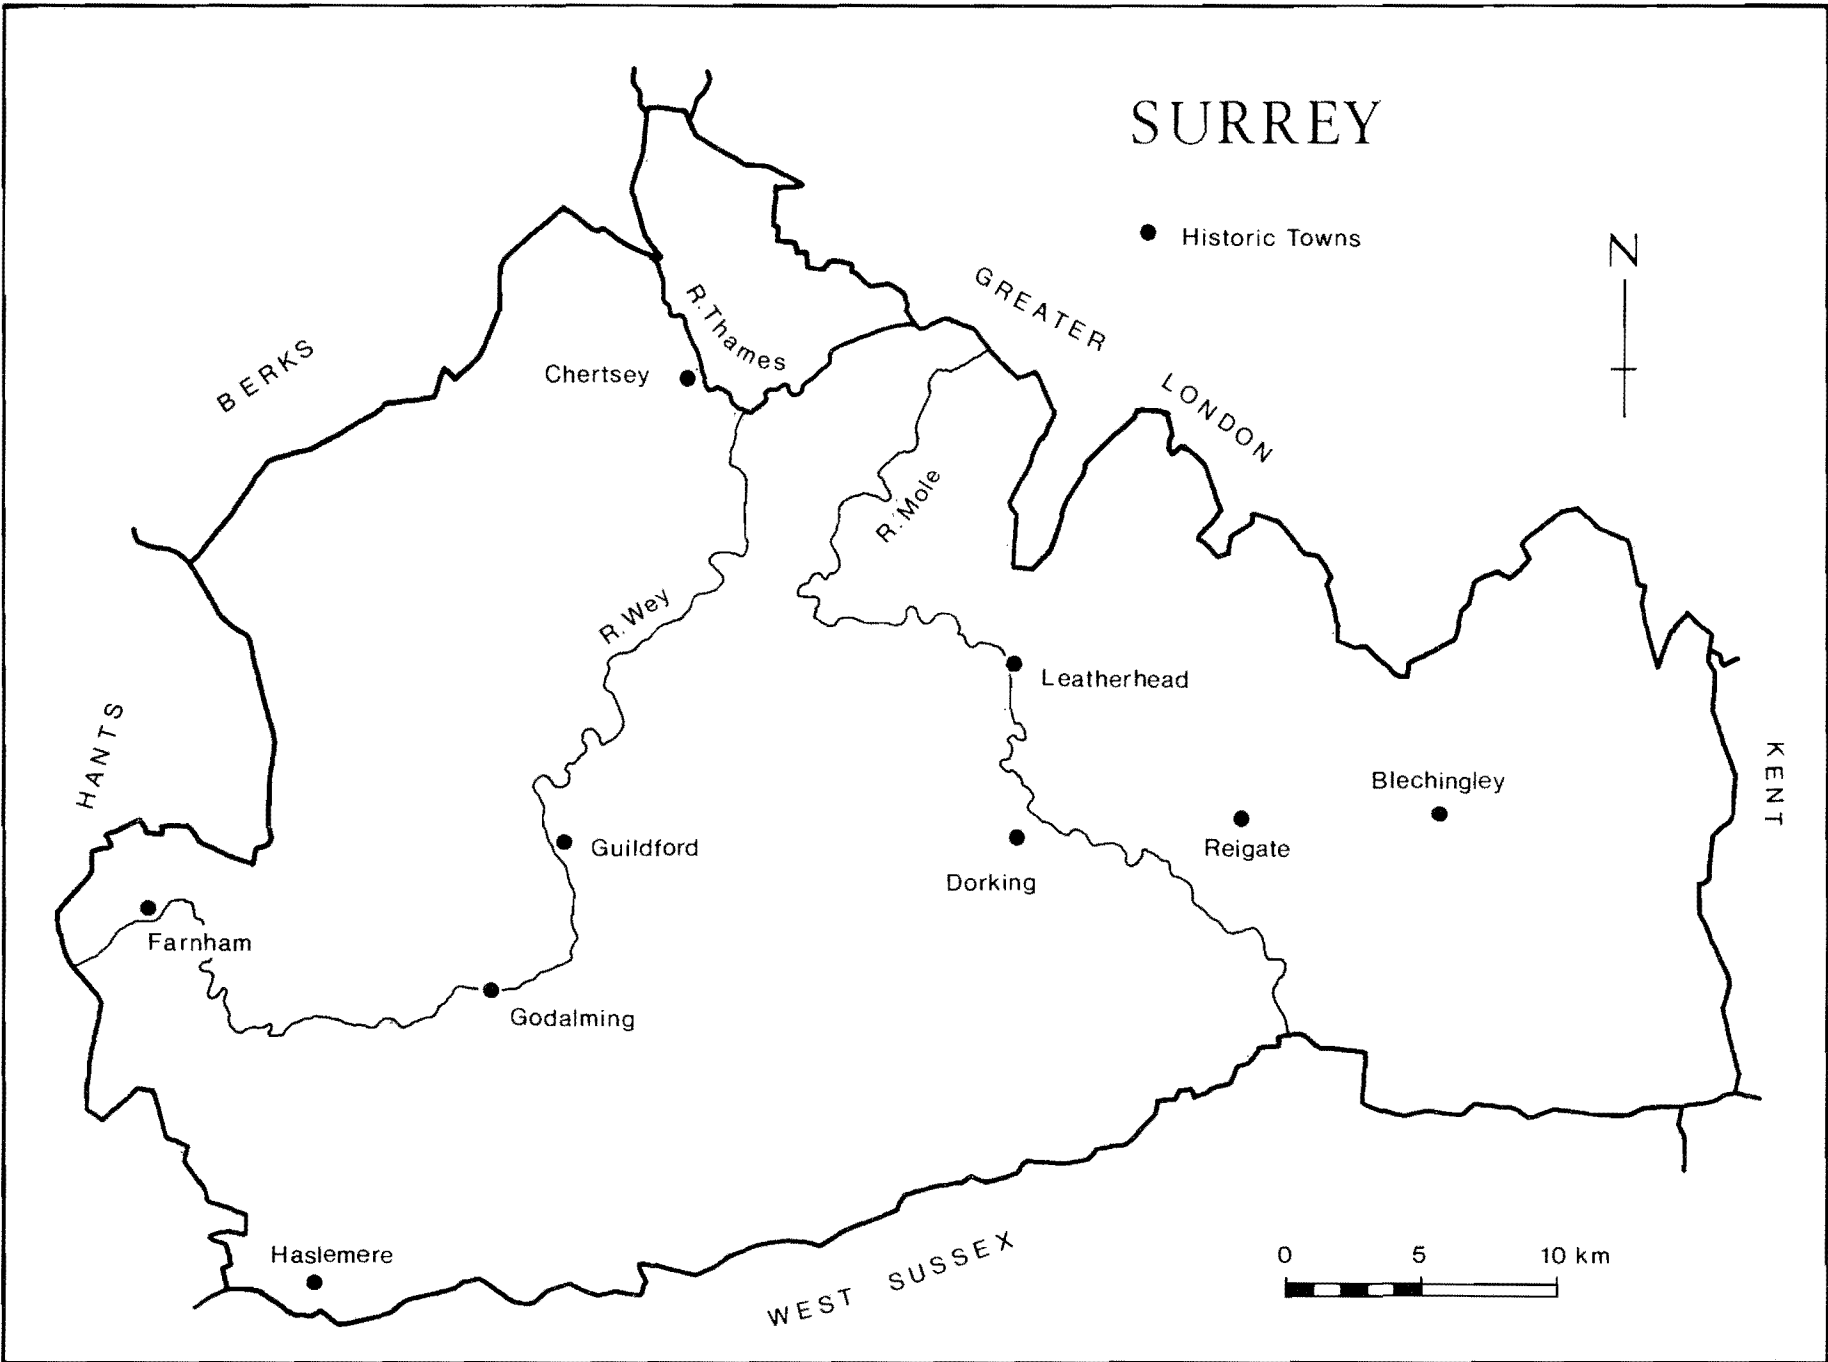 SURREY
Historic Towns
N
GREATER
LONDON
R. Thames
BERKS
Chertsey
R. Mole
R. Wey
Leatherhead
HANTS
KENT
Blechingley
Guildford
Reigate
Dorking
Farnham
Godalming
Haslemere
WEST SUSSEX
0 5 10 km